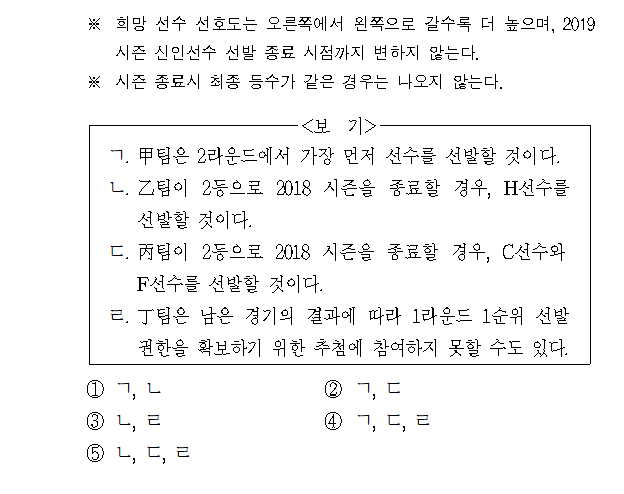 ※ 희망 선수 선호도는 오른쪽에서 왼쪽으로 갈수록 더 높으며, 2019
시즌 신인선수 선발 종료 시점까지 변하지 않는다.
※ 시즌 종료시 최종 등수가 같은 경우는 나오지 않는다.
<보 기>
ㄱ. 甲팀은 2라운드에서 가장 먼저 선수를 선발할 것이다.
ㄴ. 乙팀이 2등으로 2018 시즌을 종료할 경우, H선수를
선발할 것이다.
ㄷ. 丙팀이 2등으로 2018 시즌을 종료할 경우, C선수와
F선수를 선발할 것이다.
ㄹ. 丁팀은 남은 경기의 결과에 따라 1라운드 1순위 선발
권한을 확보하기 위한 추첨에 참여하지 못할 수도 있다.
① ㄱ, ㄴ ② ㄱ, ㄷ
③ ㄴ, ㄹ ④ ㄱ, ㄷ, ㄹ
⑤ ㄴ, ㄷ, ㄹ